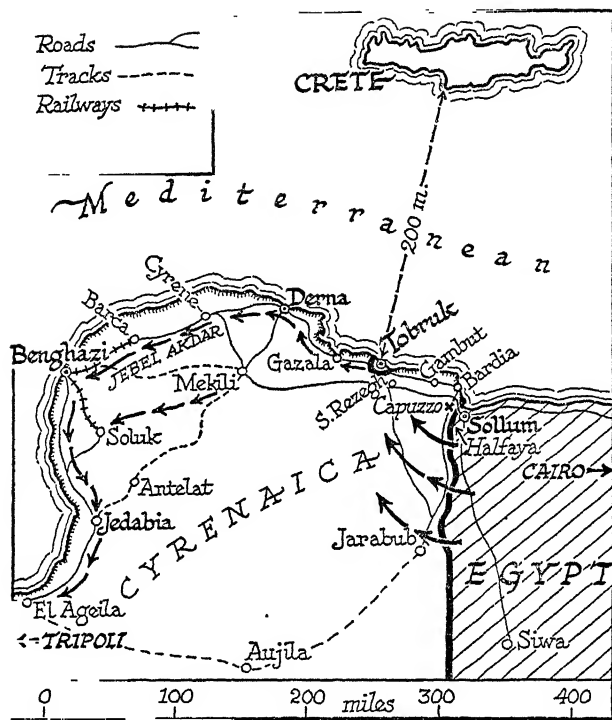 Roads
Tracks
Railways
CRETE
Mediterranean
200 m.
Cyrene
Barca
Derna
Tobruk
Gambut
Bardia
Benghazi
JEBEL AKDAR
Gazala
Mekili
S. Rezegh
Capuzzo
Sollum
Halfaya
Soluk
CAIRO
Antelat
CYRENAICA
Jedabia
Jarabub
EGYPT
El Ageila
TRIPOLI
Aujila
Siwa
0 100 200 300 400
miles